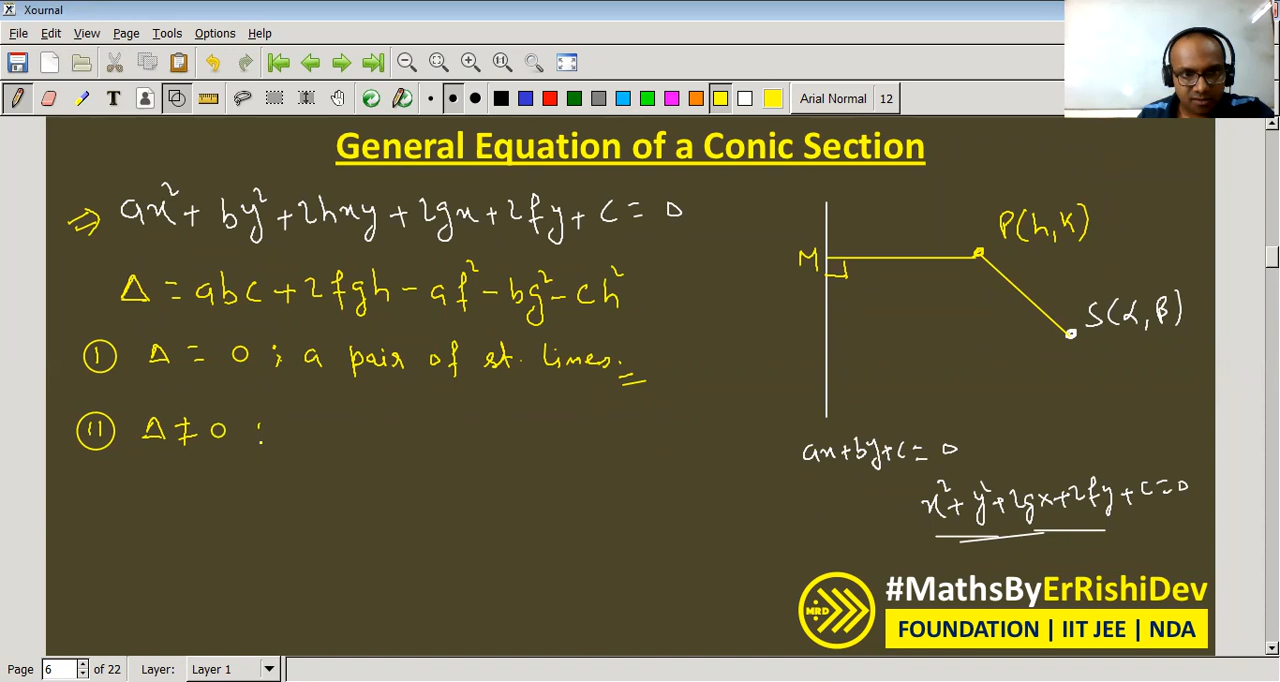 Xournal
File Edit View Page Tools Options Help
Arial Normal 12
General Equation of a Conic Section
⇒ ax² + by² + 2hxy + 2gx + 2fy + c = 0
Δ = abc + 2fgh - af² - bg² - ch²
(I) Δ = 0 ; a pair of st. lines.
(II) Δ ≠ 0 :
P(h,k)
M
S(α,β)
ax+by+c = 0
x² + y² + 2gx + 2fy + c = 0
MRD
#MathsByErRishiDev
FOUNDATION | IIT JEE | NDA
Page 6 of 22 Layer: Layer 1